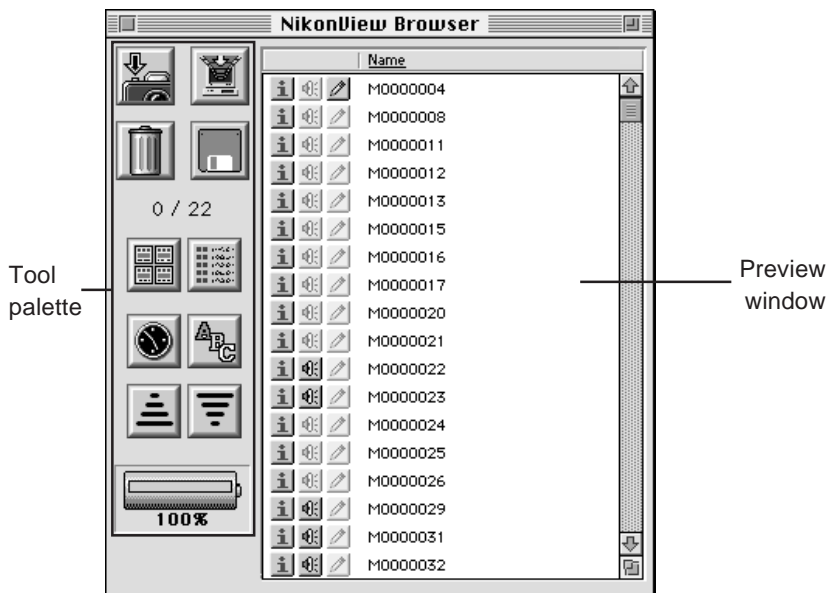 NikonView Browser
Name
M0000004
M0000008
M0000011
M0000012
M0000013
0 / 22
M0000015
M0000016
Tool
palette
Preview
window
M0000017
M0000020
M0000021
ABC
M0000022
M0000023
M0000024
M0000025
M0000026
M0000029
100%
M0000031
M0000032